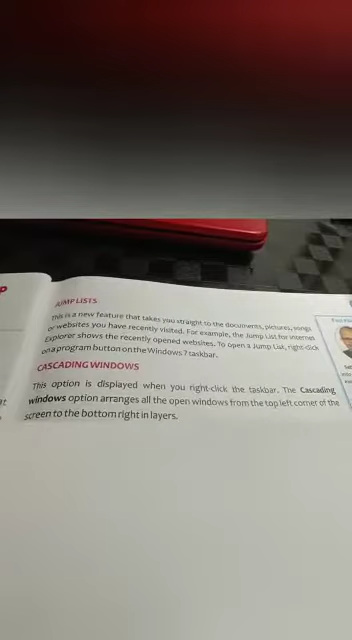 JUMP LISTS
This is a new feature that takes you straight to the documents, pictures, songs
or websites you have recently visited. For example, the Jump List for Internet
Explorer shows the recently opened websites. To open a Jump List, right-click
on a program button on the Windows 7 taskbar.
CASCADING WINDOWS
This option is displayed when you right-click the taskbar. The Cascading
windows option arranges all the open windows from the top left corner of the
screen to the bottom right in layers.